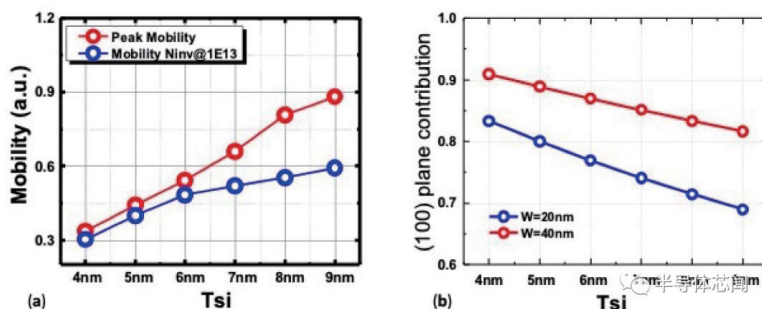 1.2
0.9
0.6
0.3
Mobility (a.u.)
Peak Mobility
Mobility Ninv@1E13
4nm 5nm 6nm 7nm 8nm 9nm
(a)
Tsi
1.0
0.9
0.8
0.7
0.6
(100) plane contribution
W=20nm
W=40nm
4nm 5nm 6nm
半导体芯闻
(b)
Tsi